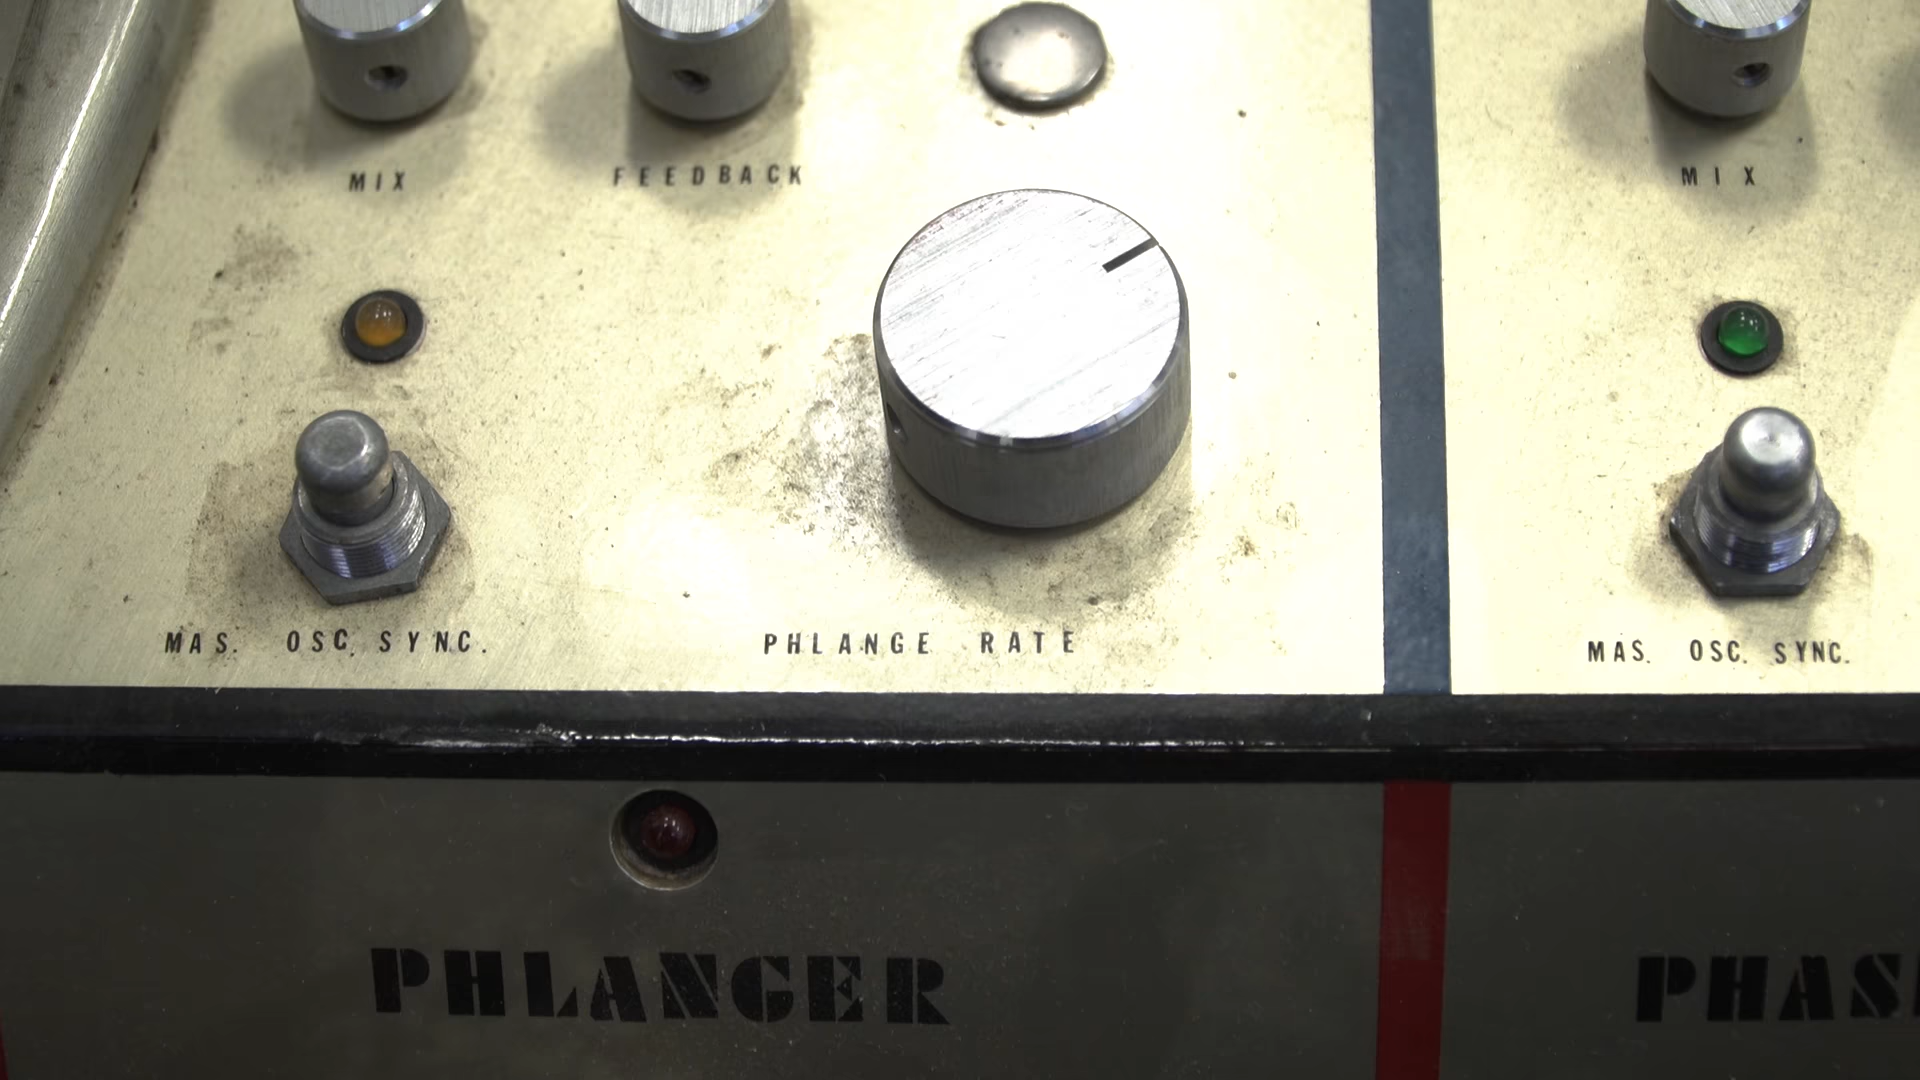 MIX
FEEDBACK
MIX
MAS. OSC. SYNC.
PHLANGE RATE
MAS. OSC. SYNC.
PHLANGER
PHAS